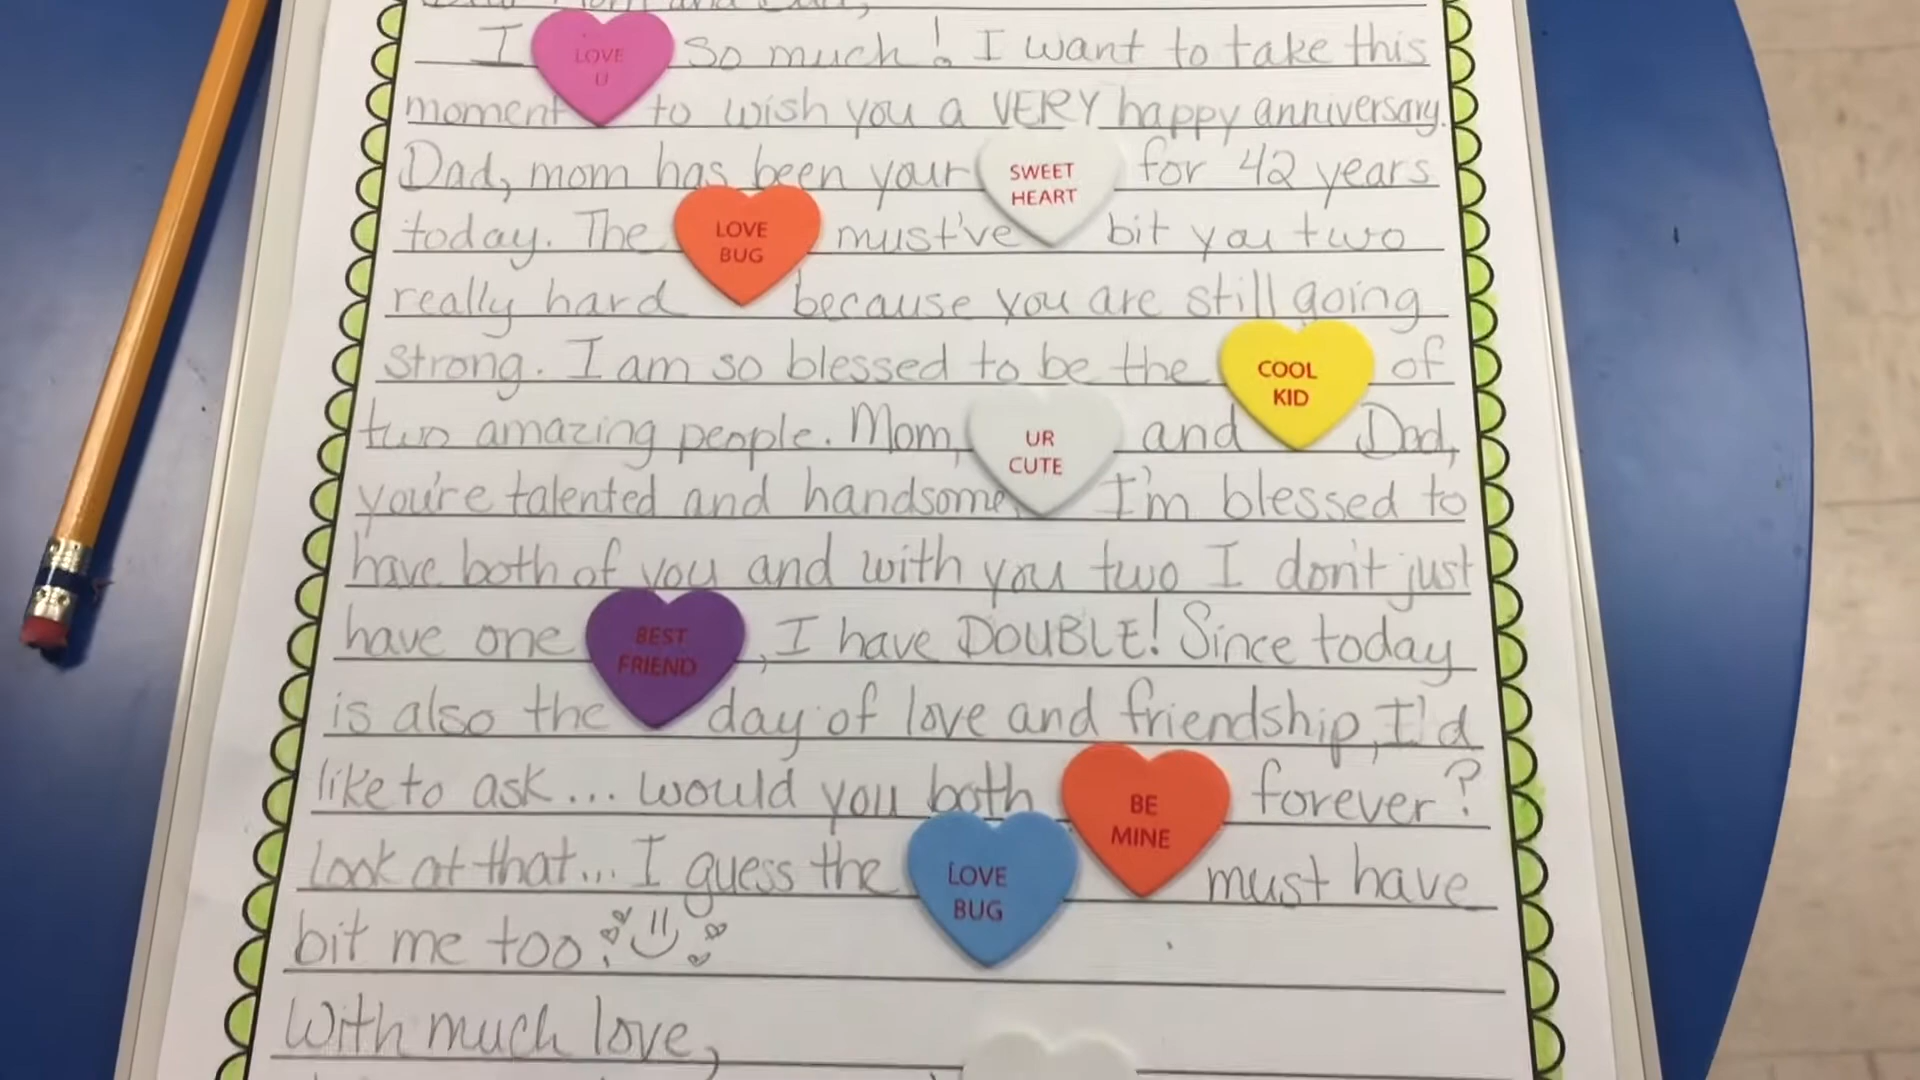 Dear Mom and Dad,
I LOVE U so much! I want to take this
moment to wish you a VERY happy anniversary.
Dad, mom has been your SWEET HEART for 42 years
today. The LOVE BUG must've bit you two
really hard because you are still going
strong. I am so blessed to be the COOL KID of
two amazing people. Mom, UR CUTE and Dad,
you're talented and handsome. I'm blessed to
have both of you and with you two I don't just
have one BEST FRIEND, I have DOUBLE! Since today
is also the day of love and friendship, I'd
like to ask... would you both BE MINE forever?
Look at that... I guess the LOVE BUG must have
bit me too!
With much love,